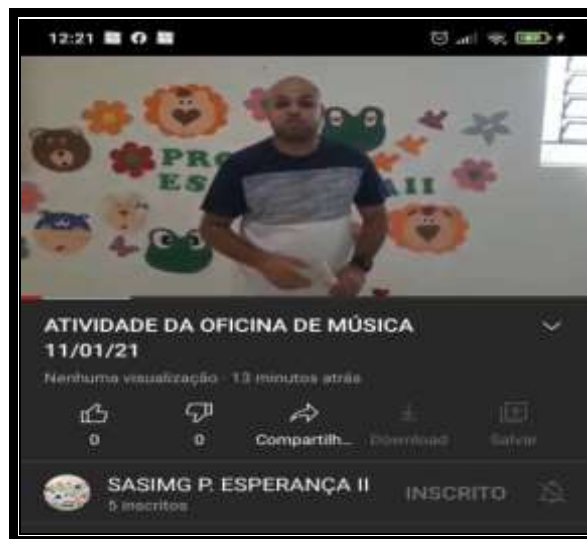 12:21
PRO
ES AII
ATIVIDADE DA OFICINA DE MÚSICA
11/01/21
Nenhuma visualização · 13 minutos atrás
0 0 Compartilh... Download Salvar
SASIMG P. ESPERANÇA II INSCRITO
5 inscritos